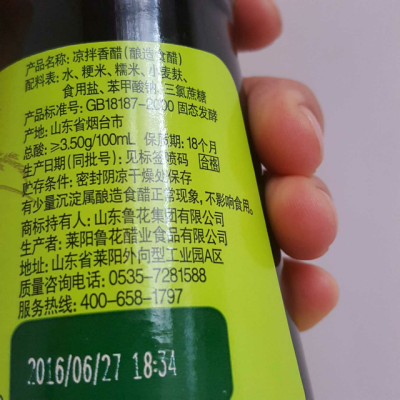 产品名称: 凉拌香醋(酿造食醋)
配料表: 水、粳米、糯米、小麦麸、
食用盐、苯甲酸钠、三氯蔗糖
产品标准号: GB18187-2000 固态发酵
产地: 山东省烟台市
总酸: ≥3.50g/100mL 保质期: 18个月
生产日期(同批号): 见标签喷码 合格
贮存条件: 密封阴凉干燥处保存
有少量沉淀属酿造食醋正常现象, 不影响食用。
商标持有人: 山东鲁花集团有限公司
生产者: 莱阳鲁花醋业食品有限公司
地址: 山东省莱阳外向型工业园A区
质量咨询电话: 0535-7281588
服务热线: 400-658-1797
2016/06/27 18:34